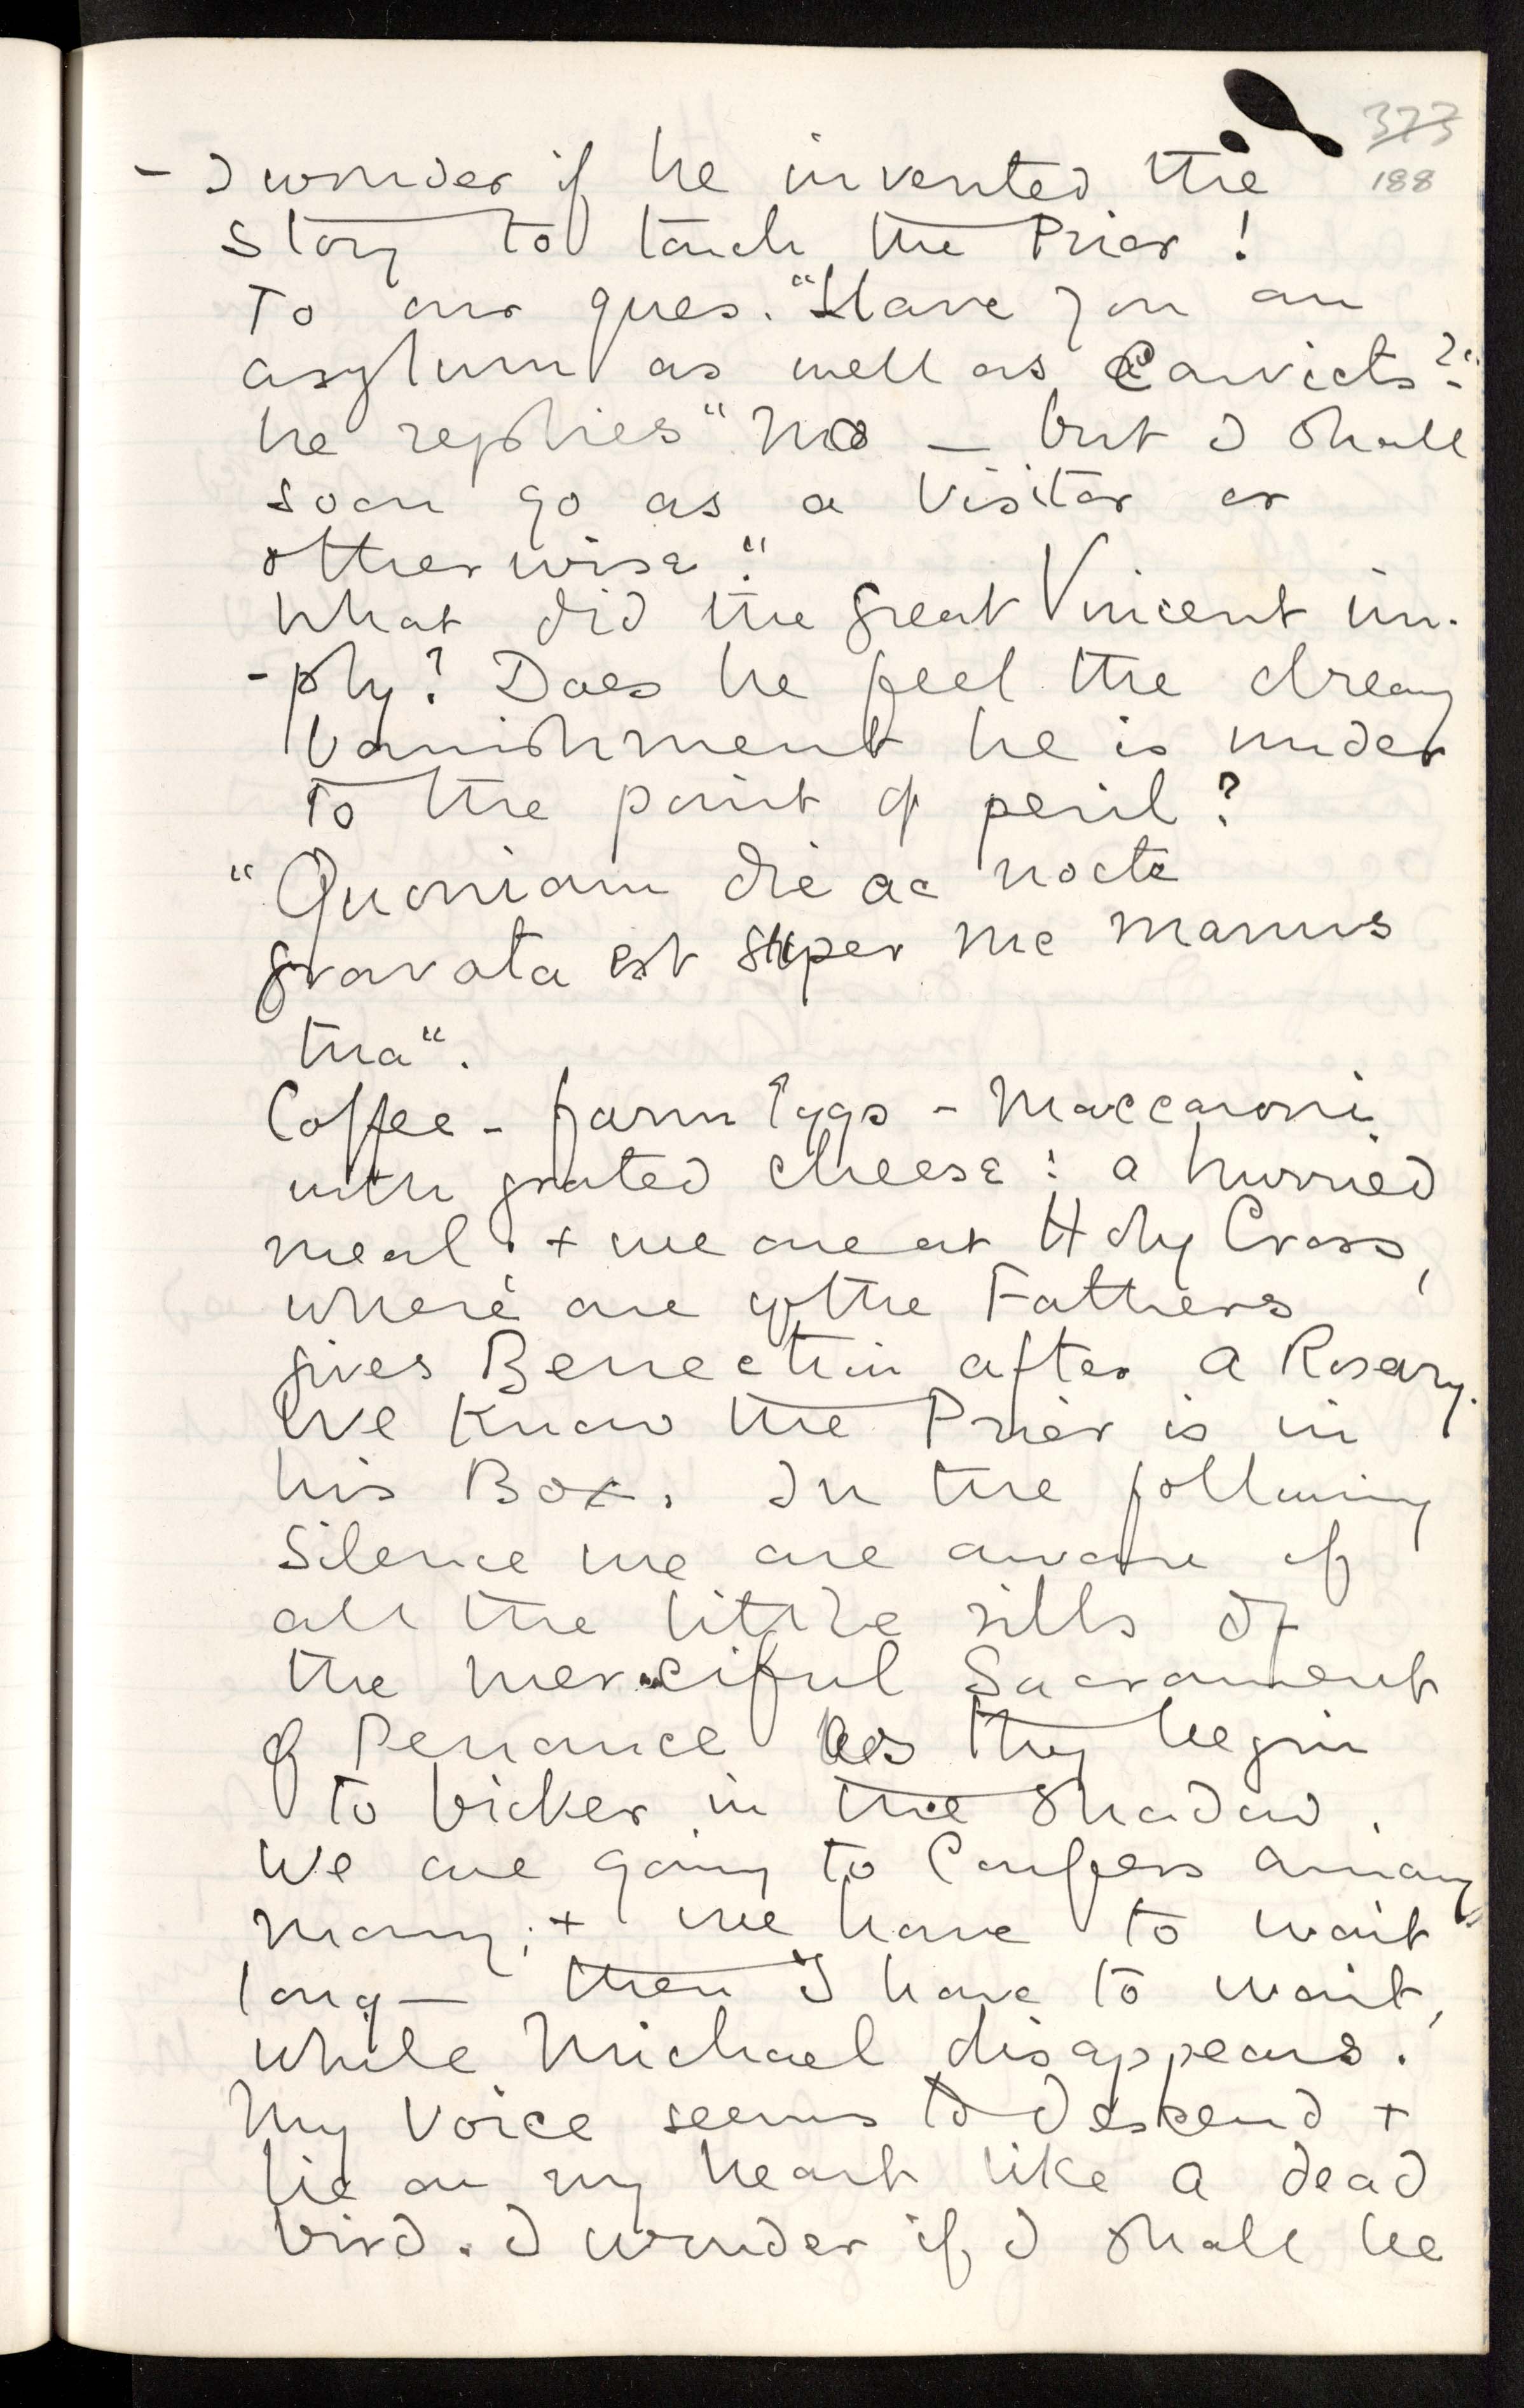 373
188
- I wonder if he invented the
story to touch the Prior!
To our ques. "Have you an
asylum as well as Convicts?"
he replies "No — but I shall
soon go as a Visitor or
otherwise."
What did the great Vincent im-
-ply? Does he feel the dreary
banishment he is under
to the point of peril?
"Quoniam die ac nocte
gravata est super me manus
tua".
Coffee - farm Eggs - Maccaroni
with grated cheese: a hurried
meal, + we are at Holy Cross,
where one of the Fathers
gives Benection after a Rosary.
We know the Prior is in
his Box. In the following
Silence we are aware of
all the little rills of
the merciful Sacrament
of Penance as they begin
to bicker in the Shadow.
We are going to Confess among
many; + we have to wait
long — then I have to wait,
while Michael disappears.
My Voice seems to descend +
lie on my heart like a dead
bird. I wonder if I shall be